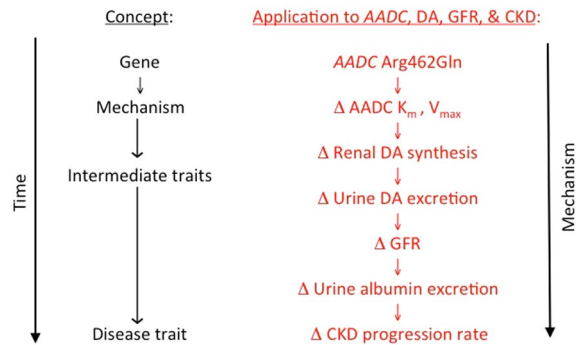 Concept:
Application to AADC, DA, GFR, & CKD:
Gene
AADC Arg462Gln
Mechanism
Δ AADC Km , Vmax
Δ Renal DA synthesis
Intermediate traits
Δ Urine DA excretion
Δ GFR
Δ Urine albumin excretion
Disease trait
Δ CKD progression rate
Time
Mechanism